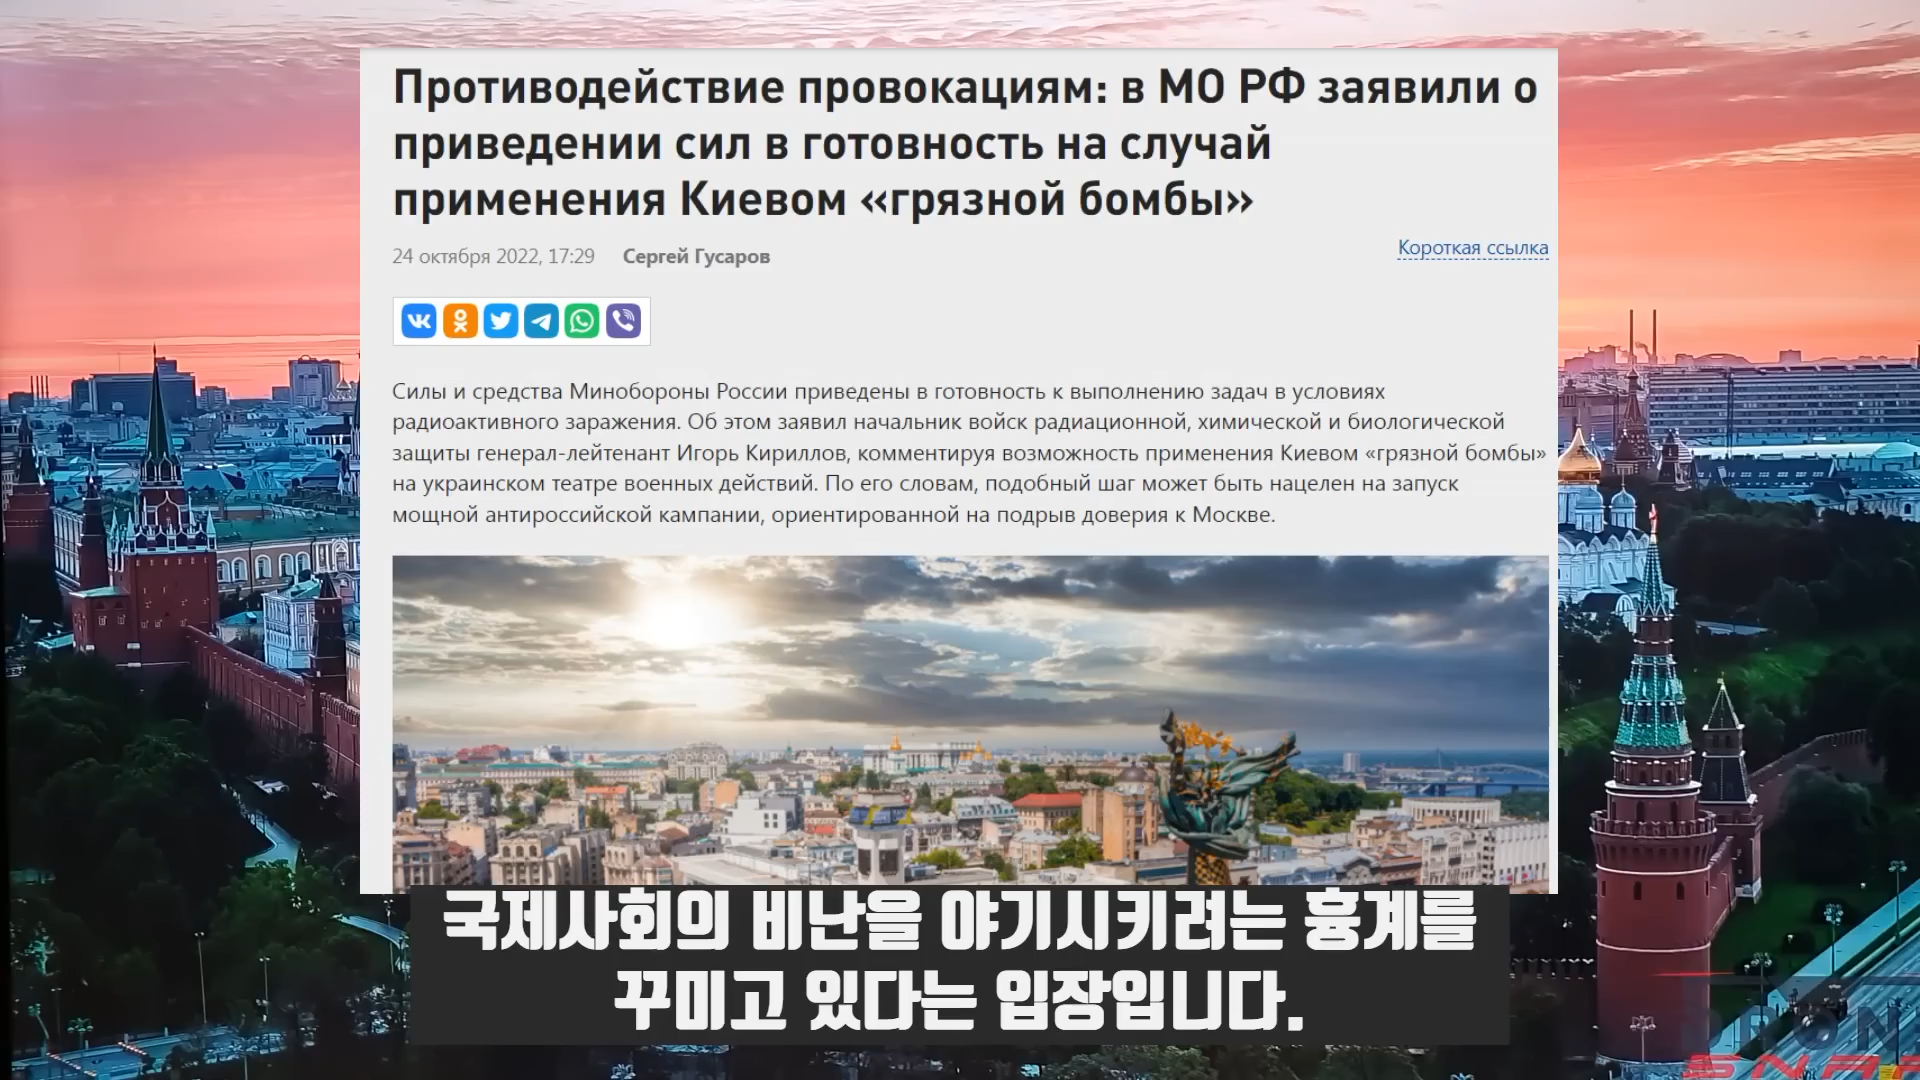 Противодействие провокациям: в МО РФ заявили о
приведении сил в готовность на случай
применения Киевом «грязной бомбы»
24 октября 2022, 17:29 Сергей Гусаров
Короткая ссылка
Силы и средства Минобороны России приведены в готовность к выполнению задач в условиях
радиоактивного заражения. Об этом заявил начальник войск радиационной, химической и биологической
защиты генерал-лейтенант Игорь Кириллов, комментируя возможность применения Киевом «грязной бомбы»
на украинском театре военных действий. По его словам, подобный шаг может быть нацелен на запуск
мощной антироссийской кампании, ориентированной на подрыв доверия к Москве.
국제사회의 비난을 야기시키려는 흉계를
꾸미고 있다는 입장입니다.